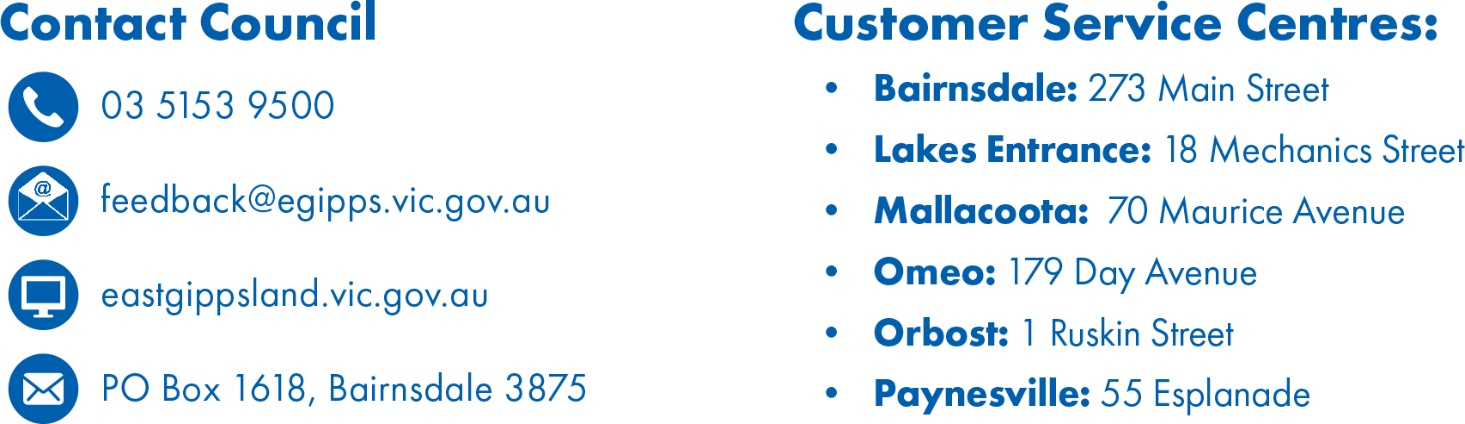 Contact Council
03 5153 9500
@
feedback@egipps.vic.gov.au
eastgippsland.vic.gov.au
PO Box 1618, Bairnsdale 3875
Customer Service Centres:
• Bairnsdale: 273 Main Street
• Lakes Entrance: 18 Mechanics Street
• Mallacoota: 70 Maurice Avenue
• Omeo: 179 Day Avenue
• Orbost: 1 Ruskin Street
• Paynesville: 55 Esplanade